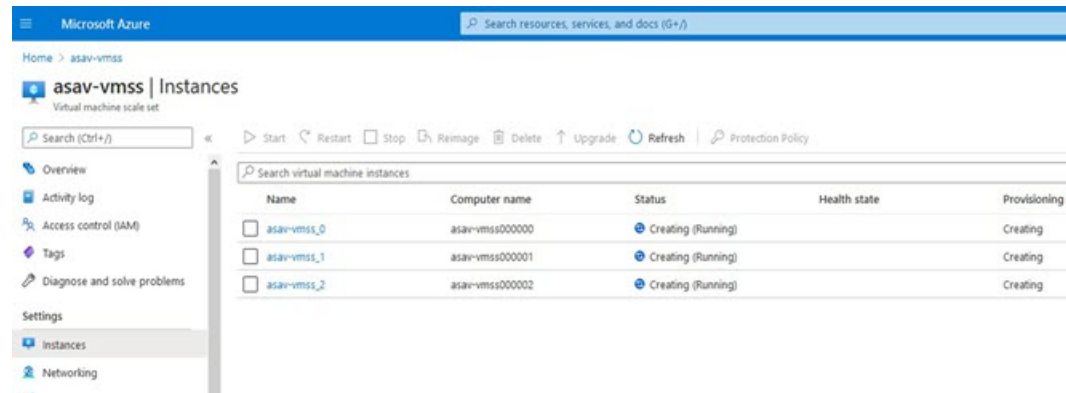 Microsoft Azure
Search resources, services, and docs (G+/)
Home > asav-vmss
asav-vmss | Instances
Virtual machine scale set
Search (Ctrl+/)
«
Start Restart Stop Reimage Delete Upgrade Refresh Protection Policy
Overview
Activity log
Access control (IAM)
Tags
Diagnose and solve problems
Settings
Instances
Networking
Search virtual machine instances
Name Computer name Status Health state Provisioning
asav-vmss_0 asav-vmss000000 Creating (Running) Creating
asav-vmss_1 asav-vmss000001 Creating (Running) Creating
asav-vmss_2 asav-vmss000002 Creating (Running) Creating